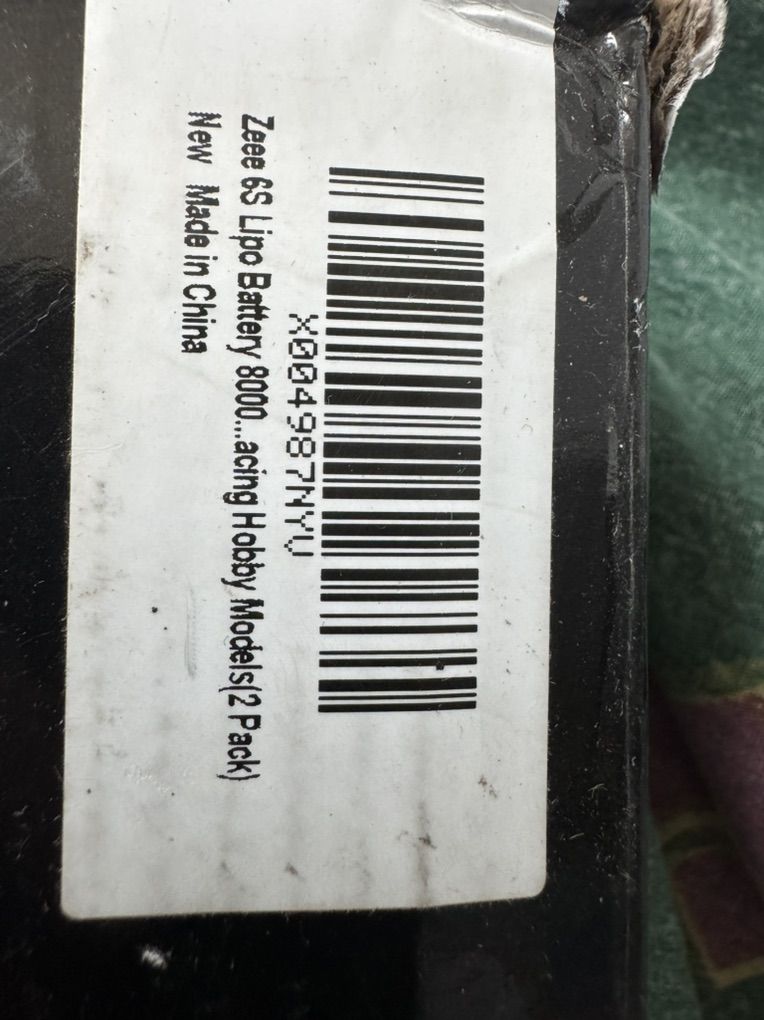 X004987NYV
Zeee 6S Lipo Battery 8000...acing Hobby Models(2 Pack)
New Made in China